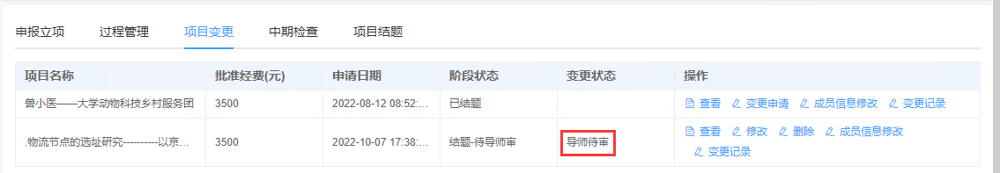 申报立项 过程管理 项目变更 中期检查 项目结题
项目名称 批准经费(元) 申请日期 阶段状态 变更状态 操作
兽小医——大学动物科技乡村服务团 3500 2022-08-12 08:52:... 已结题 查看 变更申请 成员信息修改 变更记录
.物流节点的选址研究----------以京... 3500 2022-10-07 17:38:... 结题-待导师审 导师待审 查看 修改 删除 成员信息修改
变更记录